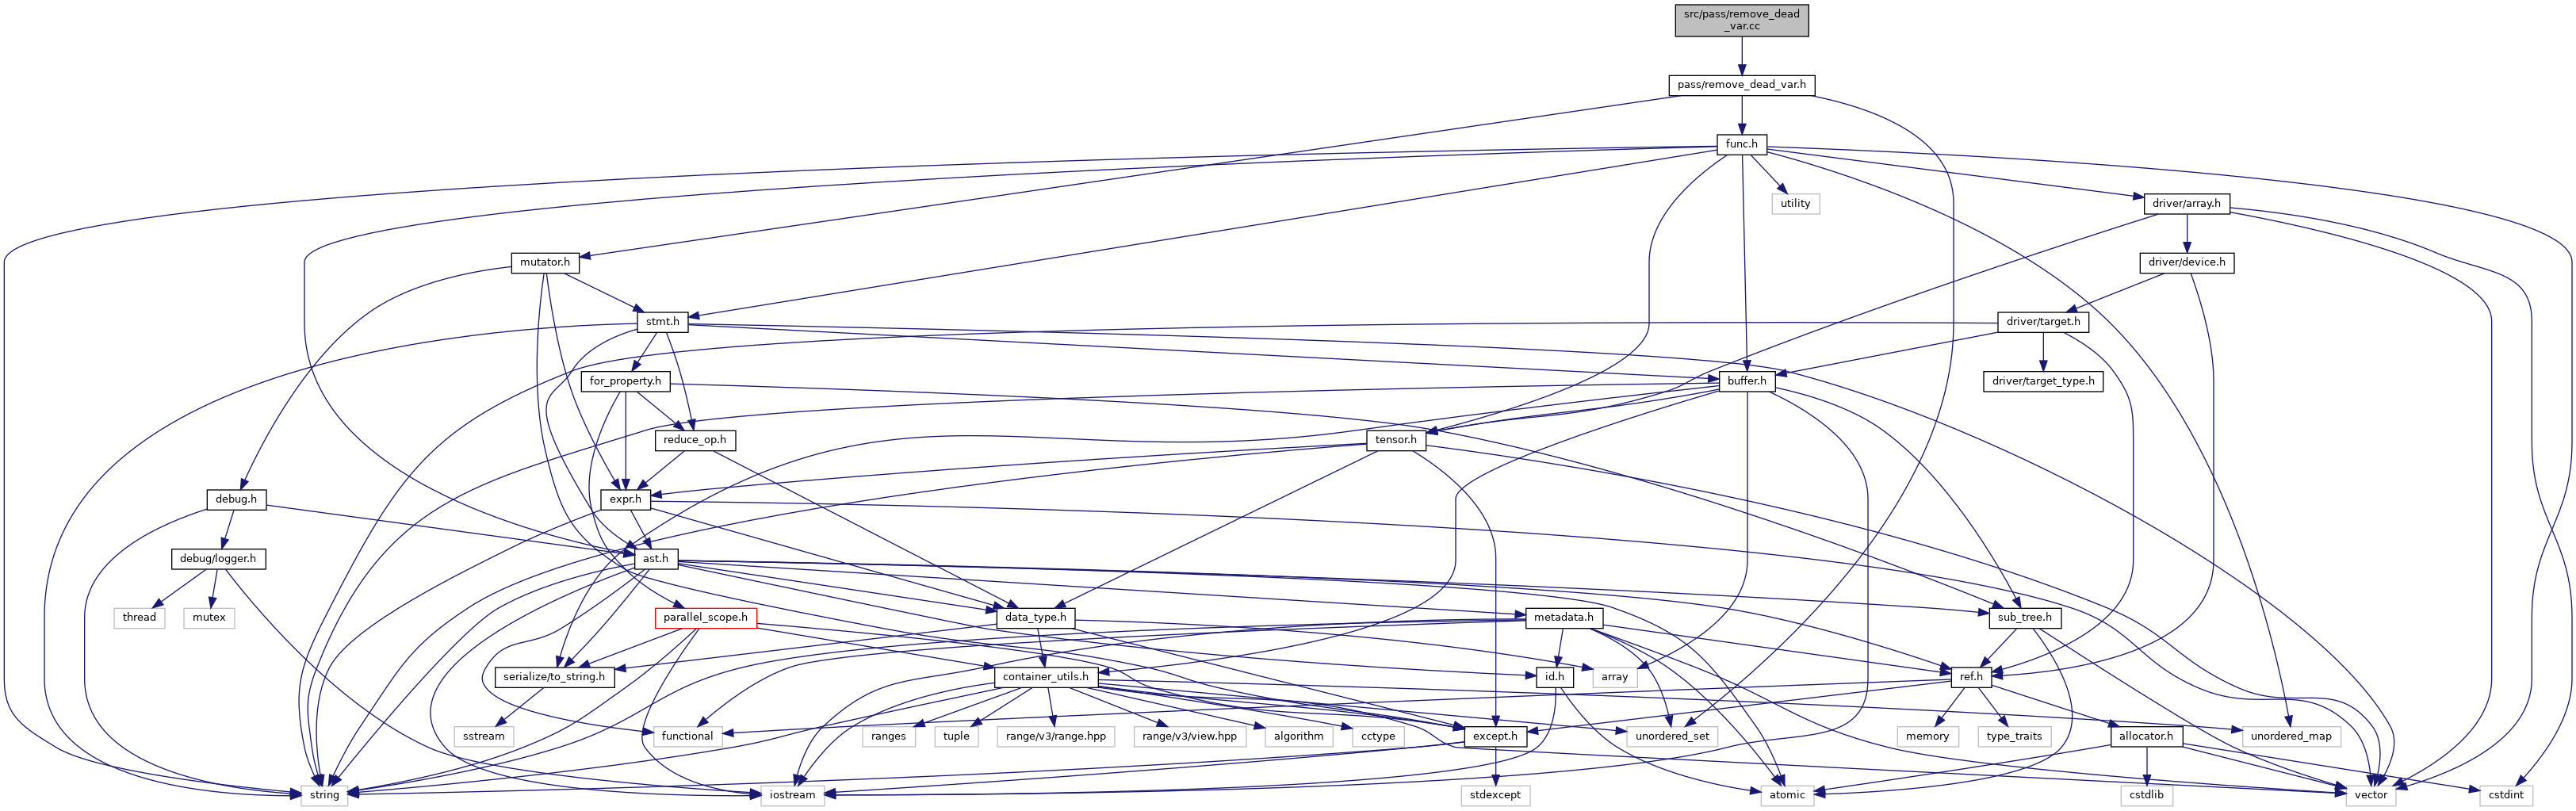 src/pass/remove_dead
_var.cc
pass/remove_dead_var.h
func.h
utility
driver/array.h
mutator.h
driver/device.h
stmt.h
driver/target.h
for_property.h
buffer.h
driver/target_type.h
reduce_op.h
tensor.h
debug.h
expr.h
debug/logger.h
ast.h
thread
mutex
parallel_scope.h
data_type.h
metadata.h
sub_tree.h
serialize/to_string.h
container_utils.h
array
id.h
ref.h
sstream
functional
ranges
tuple
range/v3/range.hpp
range/v3/view.hpp
algorithm
cctype
except.h
unordered_set
memory
type_traits
allocator.h
unordered_map
string
iostream
stdexcept
atomic
cstdlib
vector
cstdint